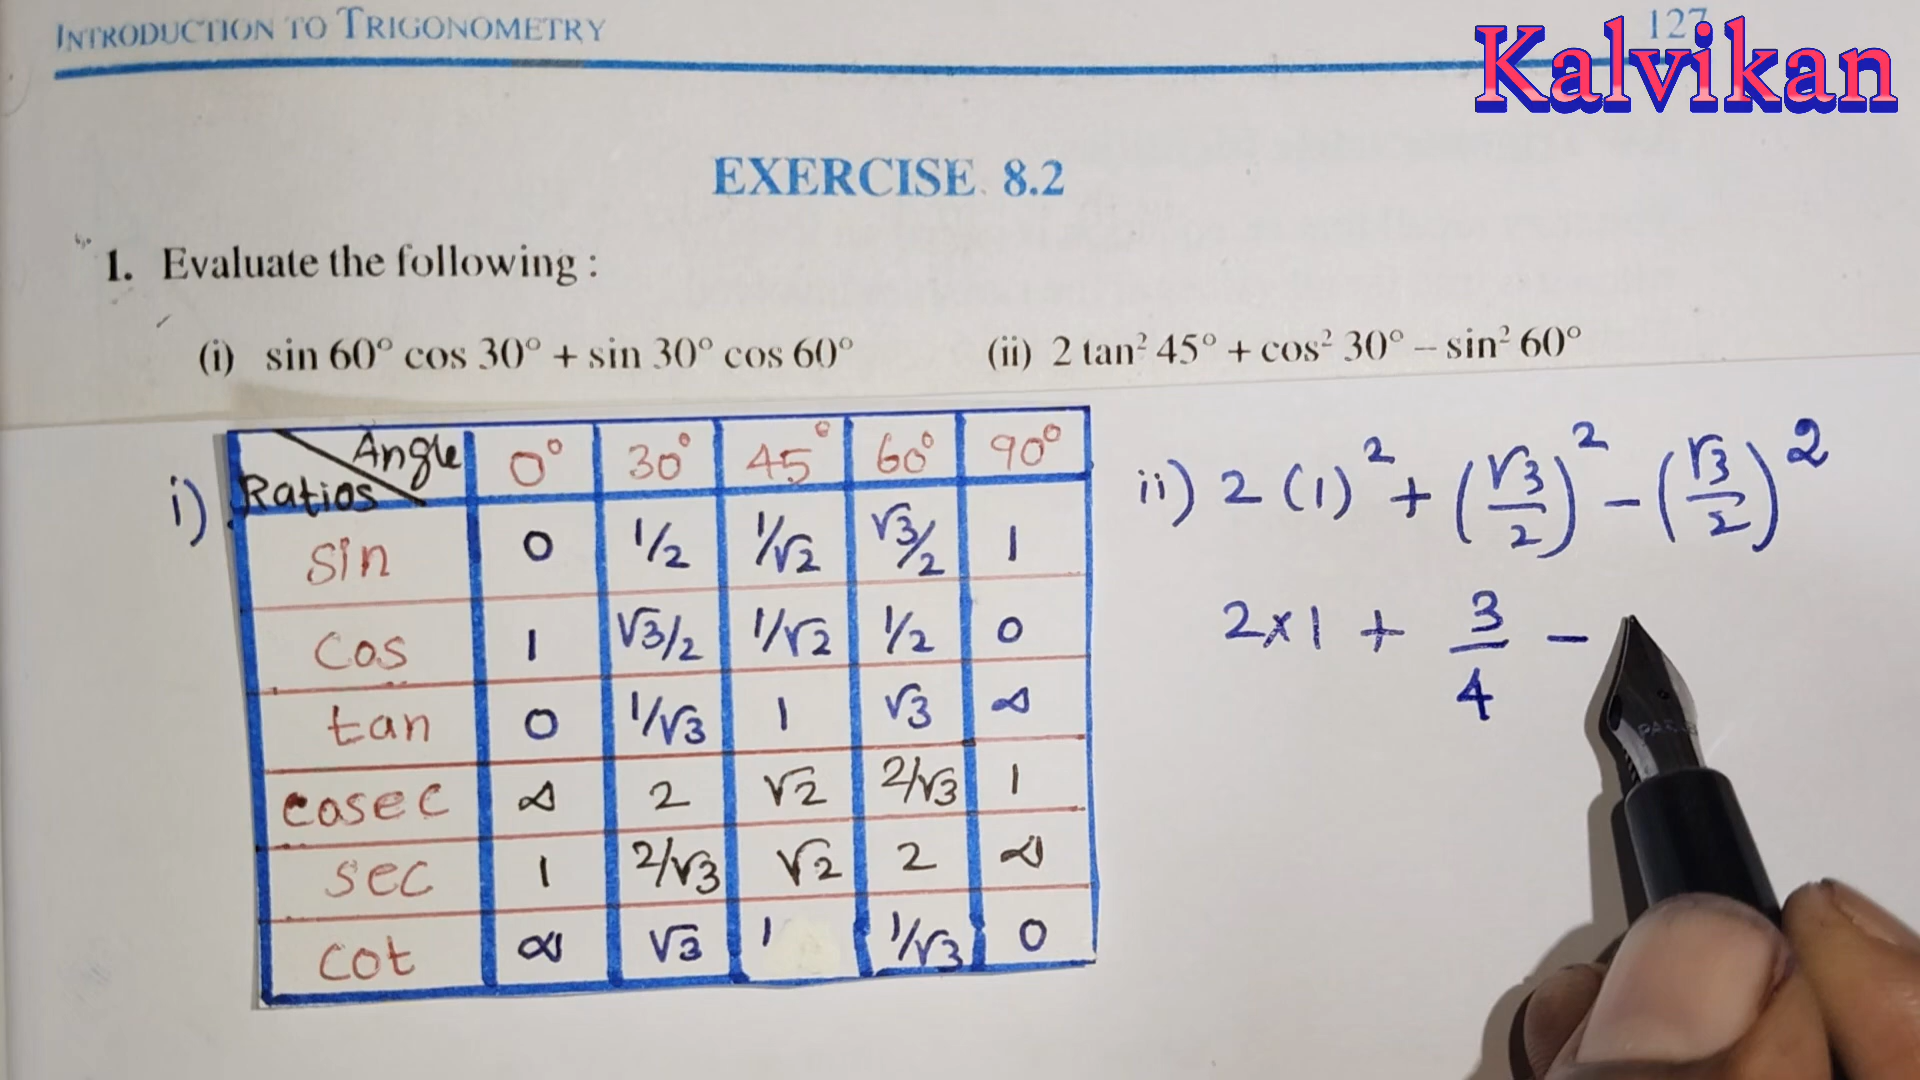 INTRODUCTION TO TRIGONOMETRY 127
Kalvikan
EXERCISE 8.2
1. Evaluate the following :
(i) sin 60° cos 30° + sin 30° cos 60° (ii) 2 tan² 45° + cos² 30° – sin² 60°
i)
Angle Ratios 0° 30° 45° 60° 90°
sin 0 1/2 1/√2 √3/2 1
cos 1 √3/2 1/√2 1/2 0
tan 0 1/√3 1 √3 ∞
cosec ∞ 2 √2 2/√3 1
sec 1 2/√3 √2 2 ∞
cot ∞ √3 1 1/√3 0
ii) 2 (1)² + (√3/2)² – (√3/2)²
2×1 + 3/4 –